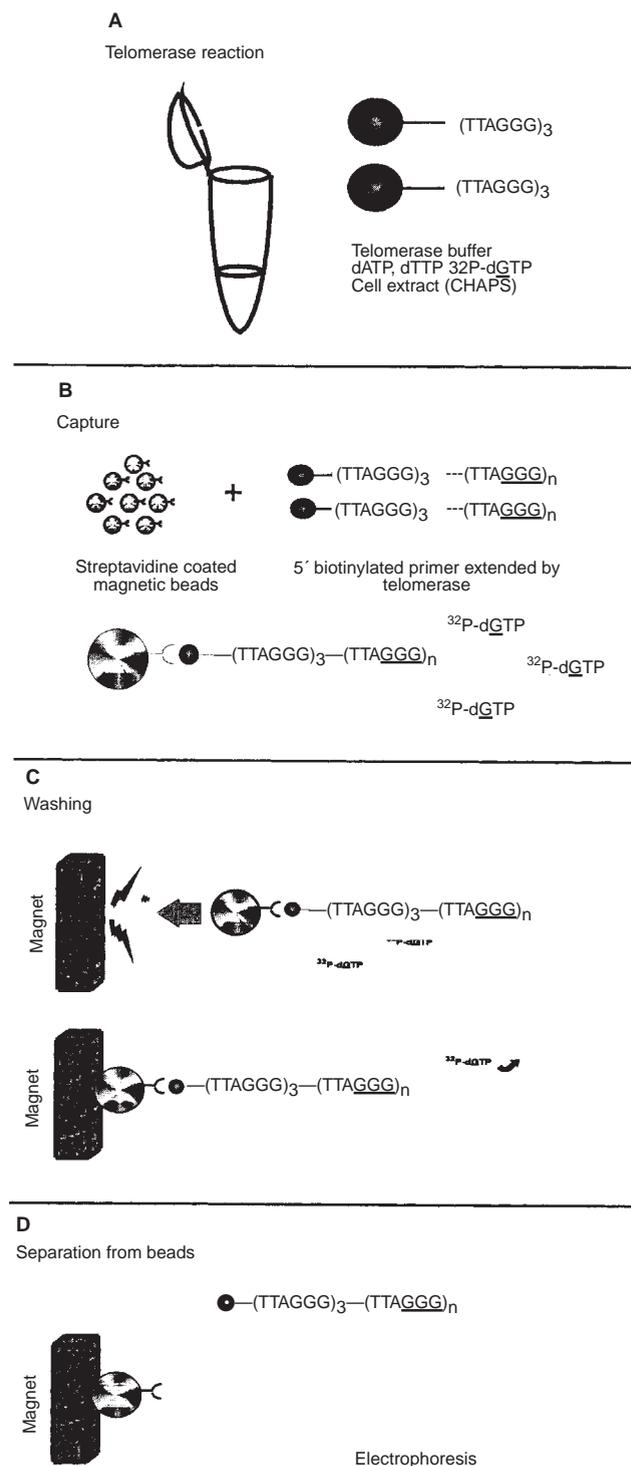 A
Telomerase reaction
(TTAGGG)3
(TTAGGG)3
Telomerase buffer
dATP, dTTP 32P-dGTP
Cell extract (CHAPS)
B
Capture
+
(TTAGGG)3 ---(TTAGGG)n
(TTAGGG)3 ---(TTAGGG)n
Streptavidine coated
magnetic beads
5´ biotinylated primer extended by
telomerase
(TTAGGG)3—(TTAGGG)n
32P-dGTP
32P-dGTP
32P-dGTP
C
Washing
Magnet
(TTAGGG)3—(TTAGGG)n
32P-dGTP
32P-dGTP
Magnet
(TTAGGG)3—(TTAGGG)n
32P-dGTP
D
Separation from beads
(TTAGGG)3—(TTAGGG)n
Magnet
Electrophoresis